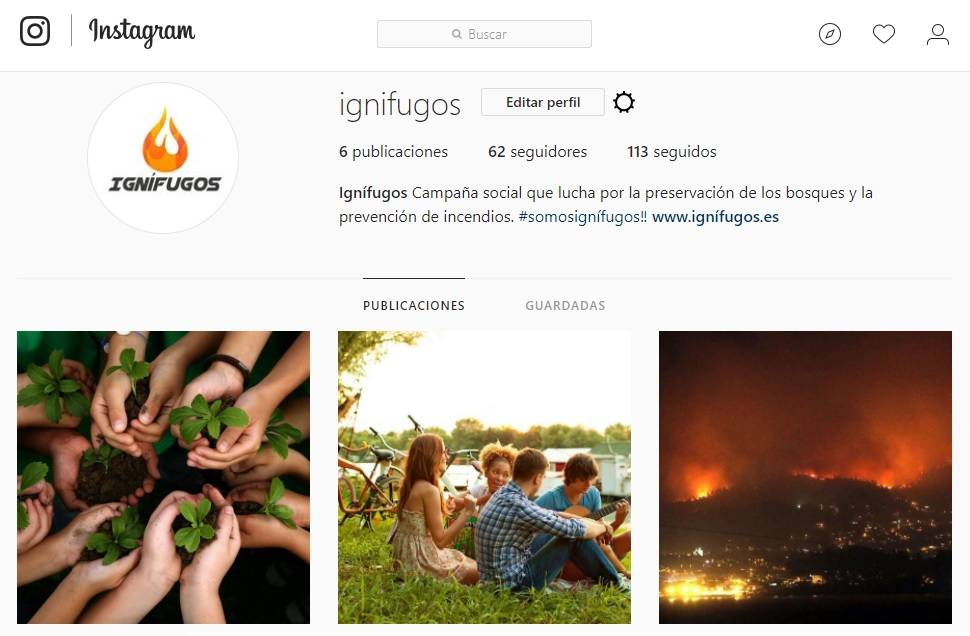 Instagram
Buscar
ignifugos Editar perfil
6 publicaciones 62 seguidores 113 seguidos
IGNÍFUGOS
Ignífugos Campaña social que lucha por la preservación de los bosques y la
prevención de incendios. #somosignífugos!! www.ignífugos.es
PUBLICACIONES GUARDADAS